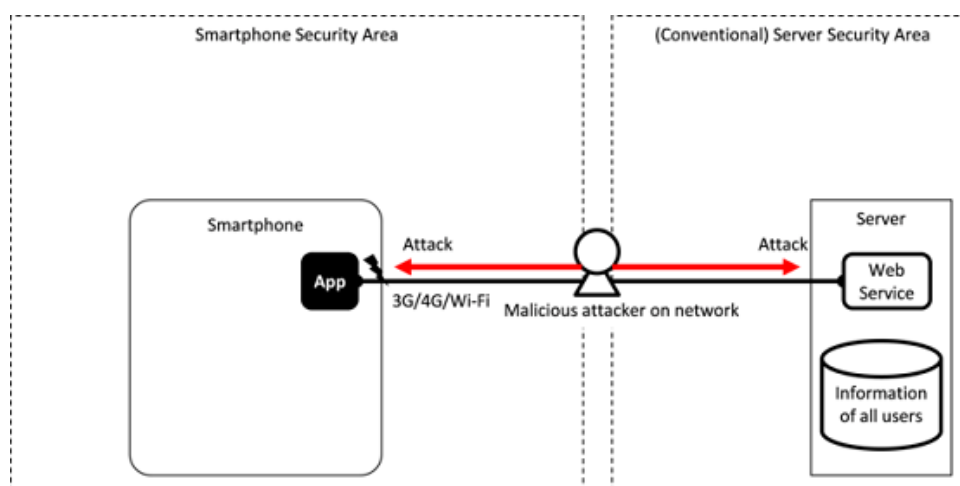 Smartphone Security Area
(Conventional) Server Security Area
Smartphone
Server
Attack
Attack
App
Web
Service
3G/4G/Wi-Fi
Malicious attacker on network
Information
of all users